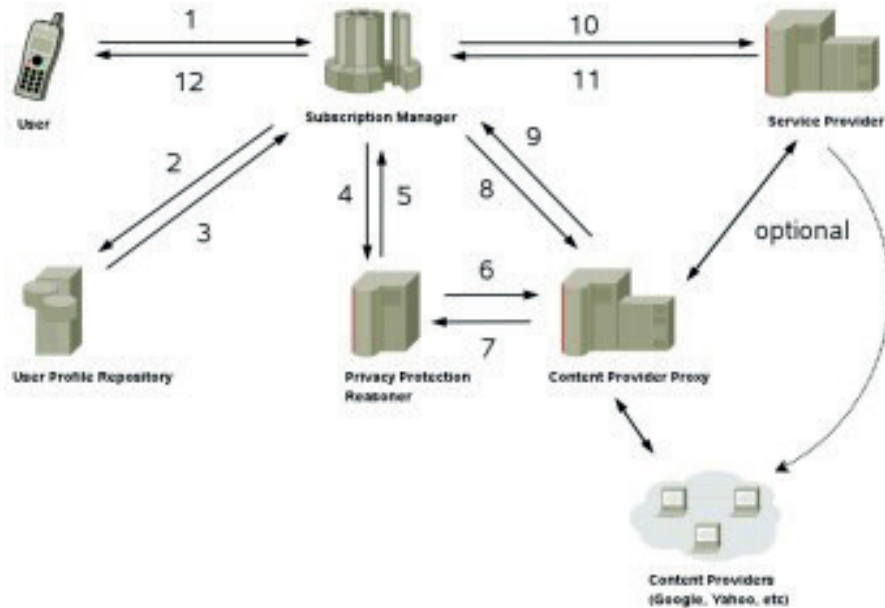 1
10
12
11
User
Subscription Manager
Service Provider
2
3
4
5
9
8
optional
6
7
User Profile Repository
Privacy Protection
Reasoner
Content Provider Proxy
Content Providers
(Google, Yahoo, etc)